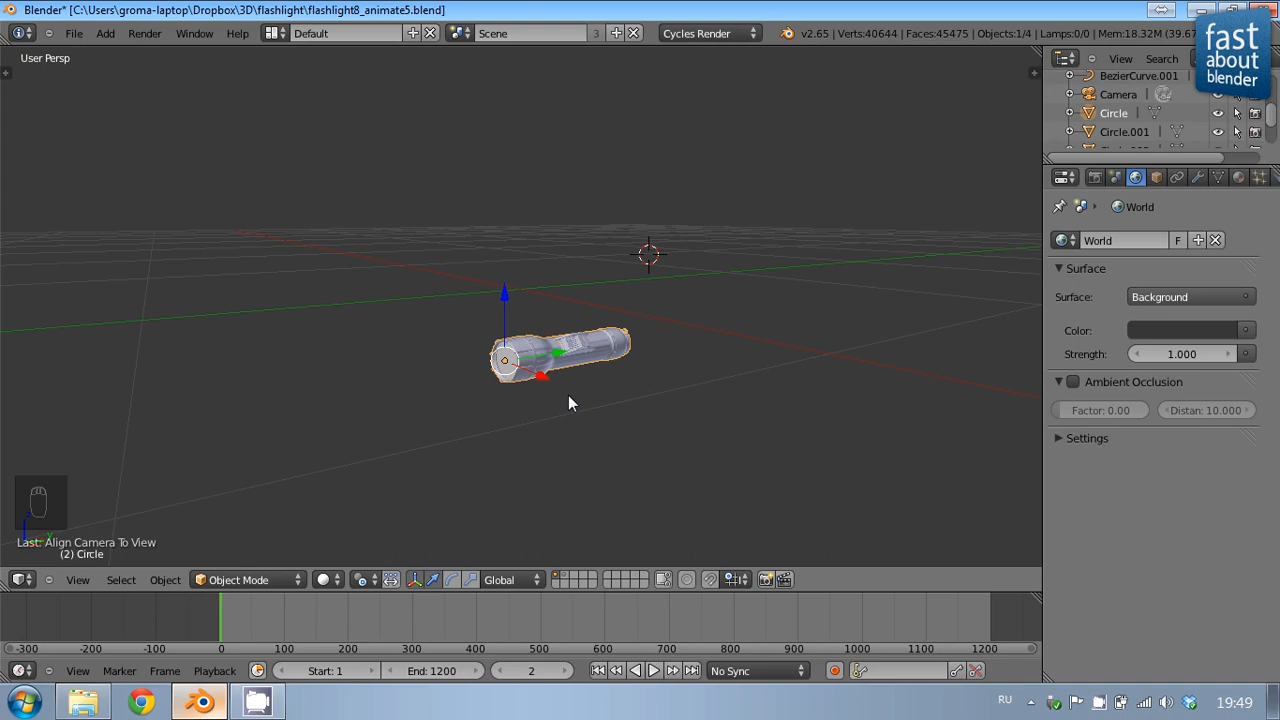 Blender* [C:\Users\groma-laptop\Dropbox\3D\flashlight\flashlight8_animate5.blend]
File Add Render Window Help Default Scene 3 Cycles Render v2.65 | Verts:40644 | Faces:45475 | Objects:1/4 | Lamps:0/0 | Mem:18.32M (39.67
fast
about
blender
User Persp
View Search
BezierCurve.001
Camera
Circle
Circle.001
World
World F
Surface
Surface: Background
Color:
Strength: 1.000
Ambient Occlusion
Factor: 0.00 Distan: 10.000
Settings
Last: Align Camera To View
(2) Circle
View Select Object Object Mode Global
-300 -200 -100 0 100 200 300 400 500 600 700 800 900 1000 1100 1200
View Marker Frame Playback Start: 1 End: 1200 2 No Sync
RU 19:49